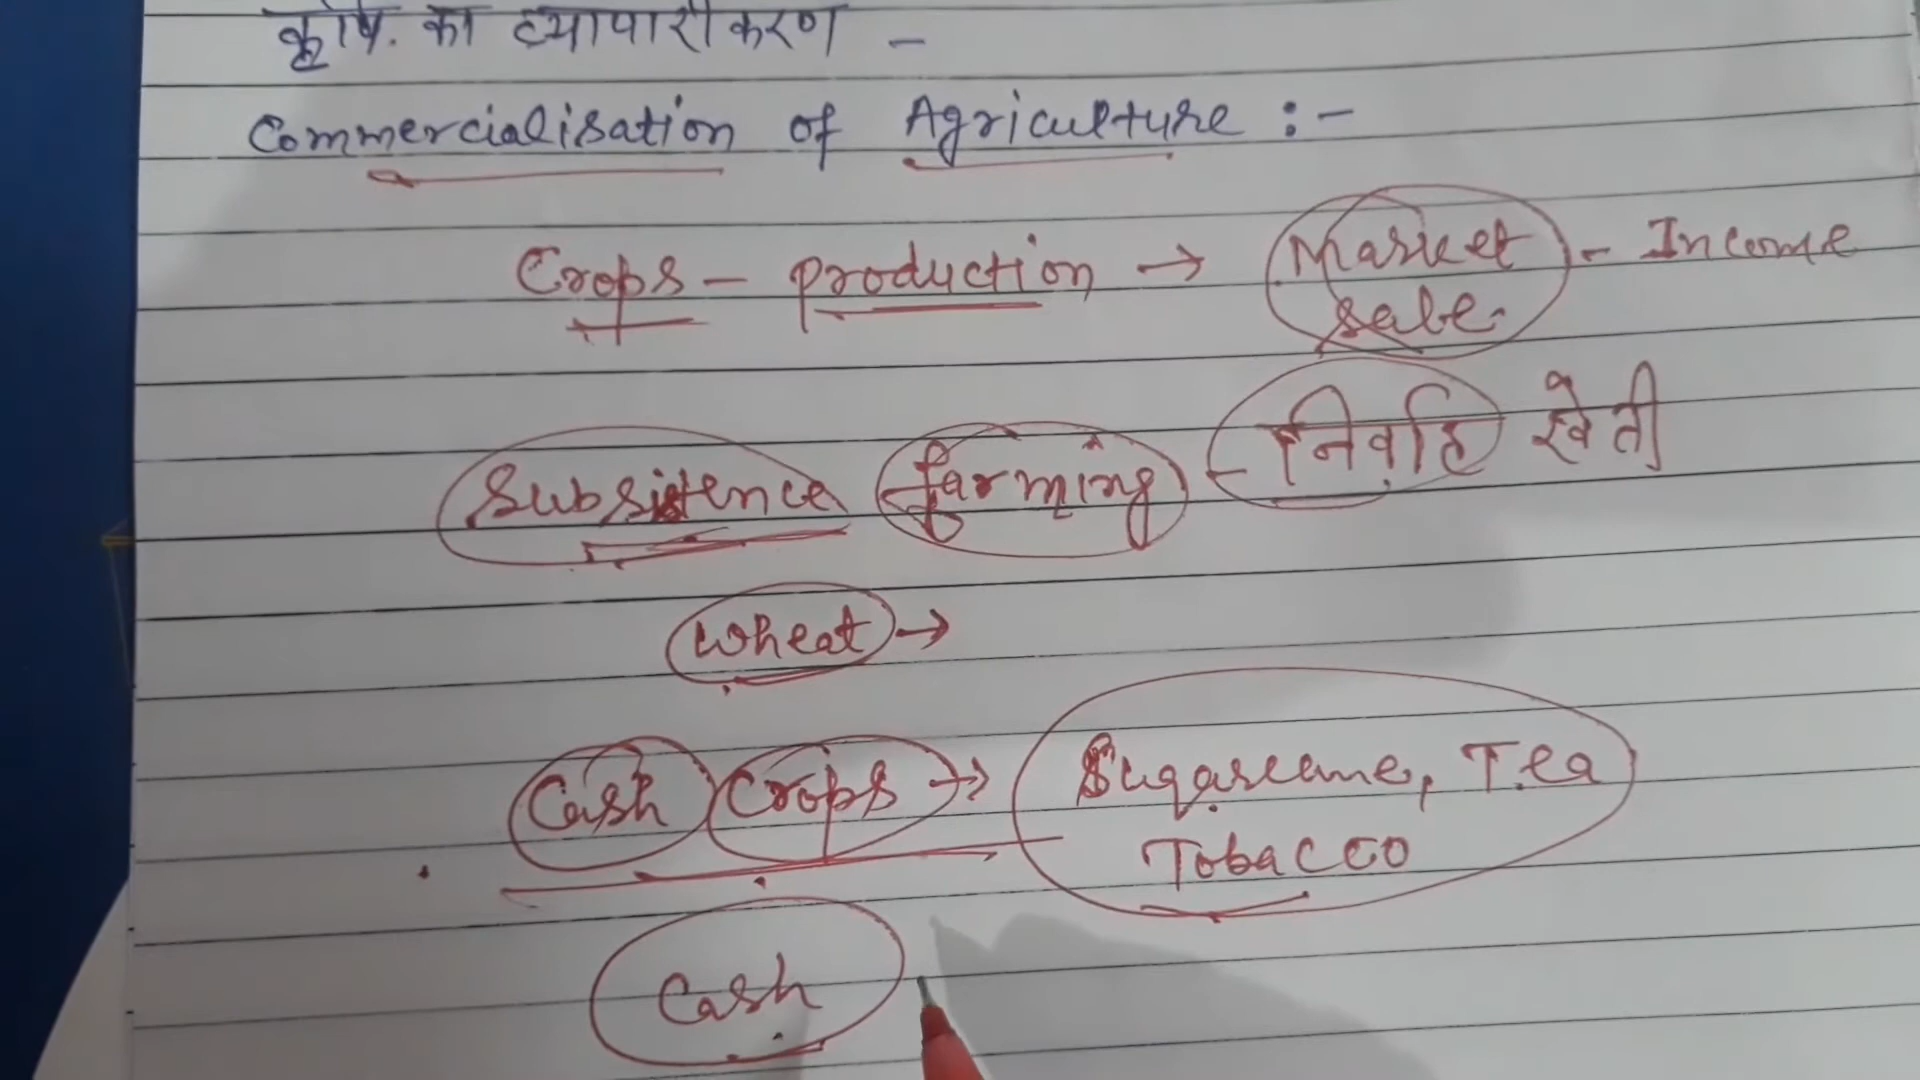 कृषि का व्यापारीकरण -
Commercialisation of Agriculture :-
Crops - production → Market - Income
sale.
Subsistence farming - निर्वाह खेती
Wheat →
Cash Crops → Sugarcane, Tea
Tobacco
Cash